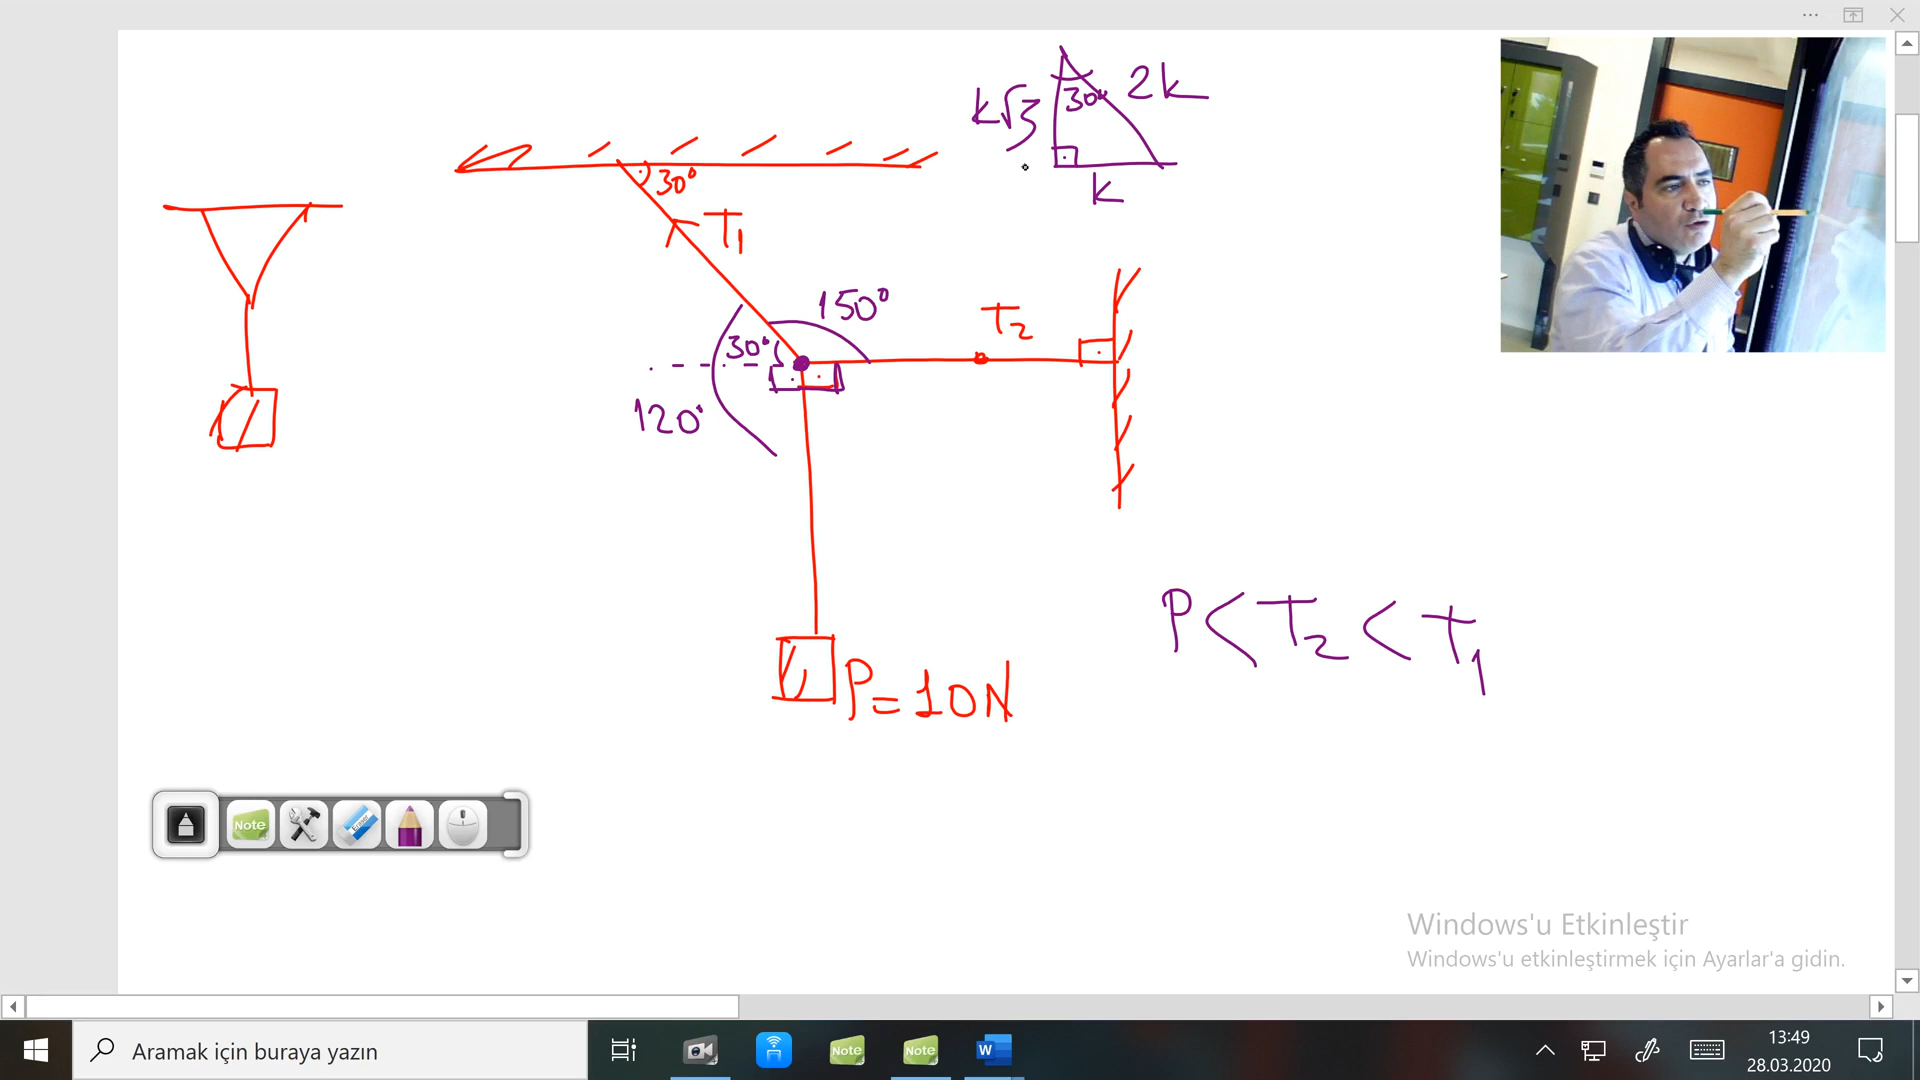 k√3
30°
2k
k
30°
T1
150°
T2
30°
120°
P < T2 < T1
P = 10N
Note
Eraser
Windows'u Etkinleştir
Windows'u etkinleştirmek için Ayarlar'a gidin.
Aramak için buraya yazın
Note
Note
W
13:49
28.03.2020